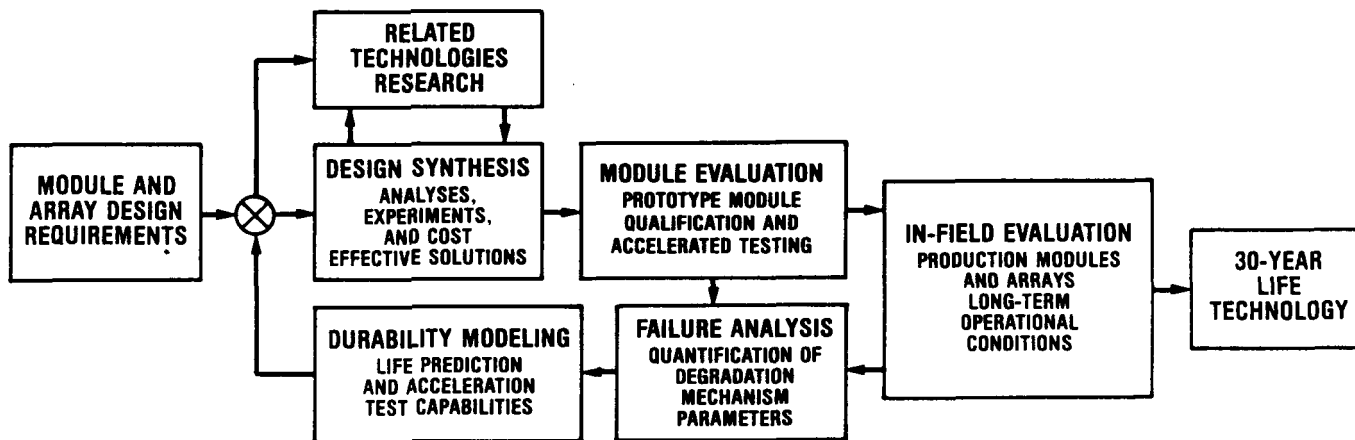 RELATED
TECHNOLOGIES
RESEARCH
MODULE AND
ARRAY DESIGN
REQUIREMENTS
DESIGN SYNTHESIS
ANALYSES,
EXPERIMENTS,
AND COST
EFFECTIVE SOLUTIONS
MODULE EVALUATION
PROTOTYPE MODULE
QUALIFICATION AND
ACCELERATED TESTING
IN-FIELD EVALUATION
PRODUCTION MODULES
AND ARRAYS
LONG-TERM
OPERATIONAL
CONDITIONS
30-YEAR
LIFE
TECHNOLOGY
DURABILITY MODELING
LIFE PREDICTION
AND ACCELERATION
TEST CAPABILITIES
FAILURE ANALYSIS
QUANTIFICATION OF
DEGRADATION
MECHANISM
PARAMETERS